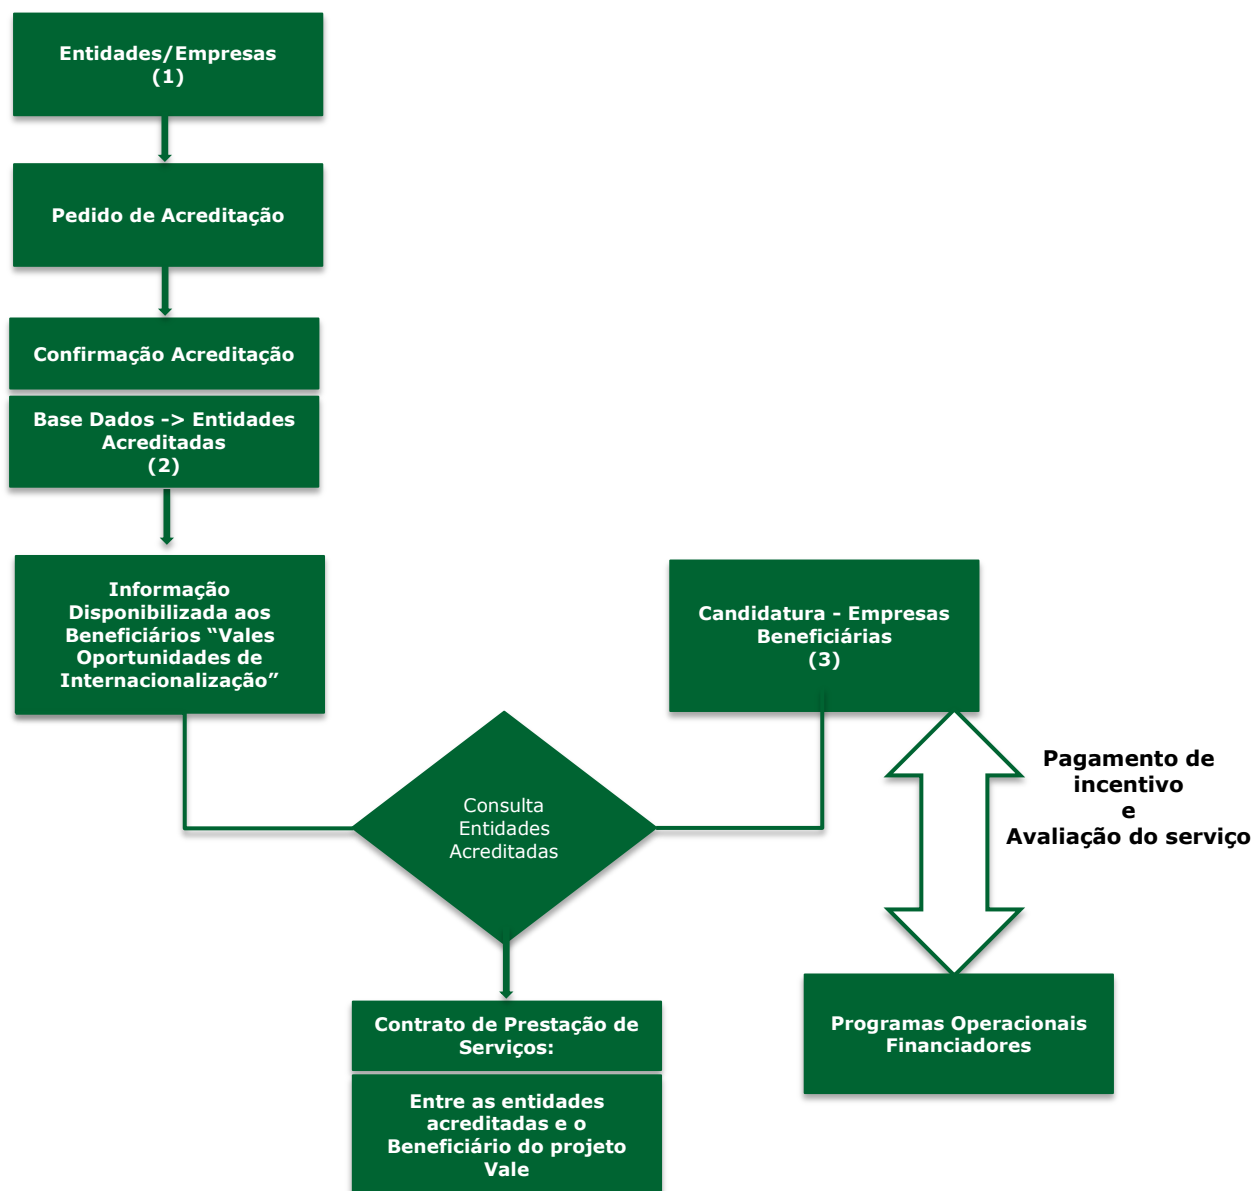 Entidades/Empresas
(1)
Pedido de Acreditação
Confirmação Acreditação
Base Dados -> Entidades
Acreditadas
(2)
Informação
Disponibilizada aos
Beneficiários “Vales
Oportunidades de
Internacionalização”
Candidatura - Empresas
Beneficiárias
(3)
Pagamento de
incentivo
e
Avaliação do serviço
Consulta
Entidades
Acreditadas
Contrato de Prestação de
Serviços:
Entre as entidades
acreditadas e o
Beneficiário do projeto
Vale
Programas Operacionais
Financiadores